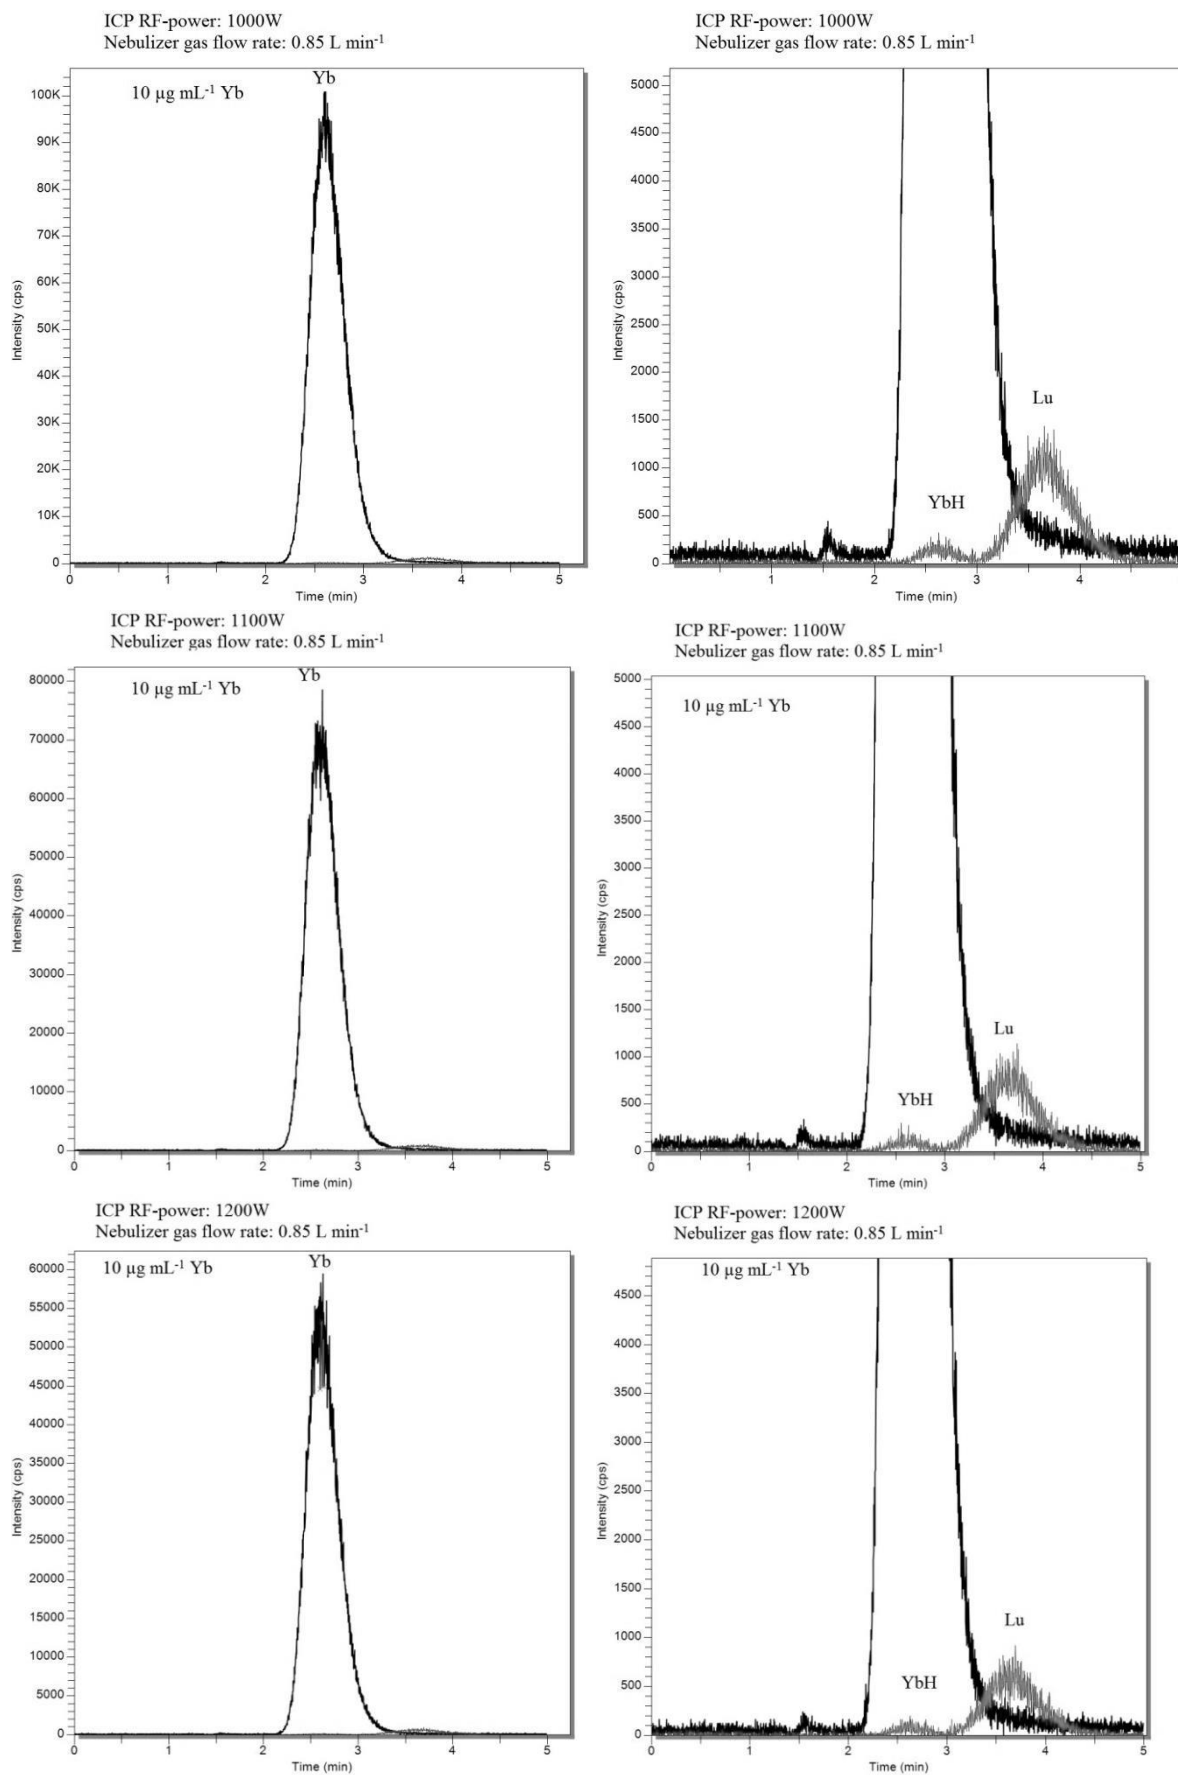 ICP RF-power: 1000W
Nebulizer gas flow rate: 0.85 L min⁻¹
Yb
10 µg mL⁻¹ Yb
100K
90K
80K
70K
60K
50K
40K
30K
20K
10K
0
Intensity (cps)
0 1 2 3 4 5
Time (min)
ICP RF-power: 1000W
Nebulizer gas flow rate: 0.85 L min⁻¹
5000
4500
4000
3500
3000
2500
2000
1500
1000
500
0
Intensity (cps)
Lu
YbH
1 2 3 4
Time (min)
ICP RF-power: 1100W
Nebulizer gas flow rate: 0.85 L min⁻¹
Yb
10 µg mL⁻¹ Yb
80000
70000
60000
50000
40000
30000
20000
10000
0
Intensity (cps)
0 1 2 3 4 5
Time (min)
ICP RF-power: 1100W
Nebulizer gas flow rate: 0.85 L min⁻¹
10 µg mL⁻¹ Yb
5000
4500
4000
3500
3000
2500
2000
1500
1000
500
0
Intensity (cps)
Lu
YbH
0 1 2 3 4 5
Time (min)
ICP RF-power: 1200W
Nebulizer gas flow rate: 0.85 L min⁻¹
Yb
10 µg mL⁻¹ Yb
60000
55000
50000
45000
40000
35000
30000
25000
20000
15000
10000
5000
0
Intensity (cps)
0 1 2 3 4 5
Time (min)
ICP RF-power: 1200W
Nebulizer gas flow rate: 0.85 L min⁻¹
10 µg mL⁻¹ Yb
4500
4000
3500
3000
2500
2000
1500
1000
500
0
Intensity (cps)
Lu
YbH
0 1 2 3 4 5
Time (min)